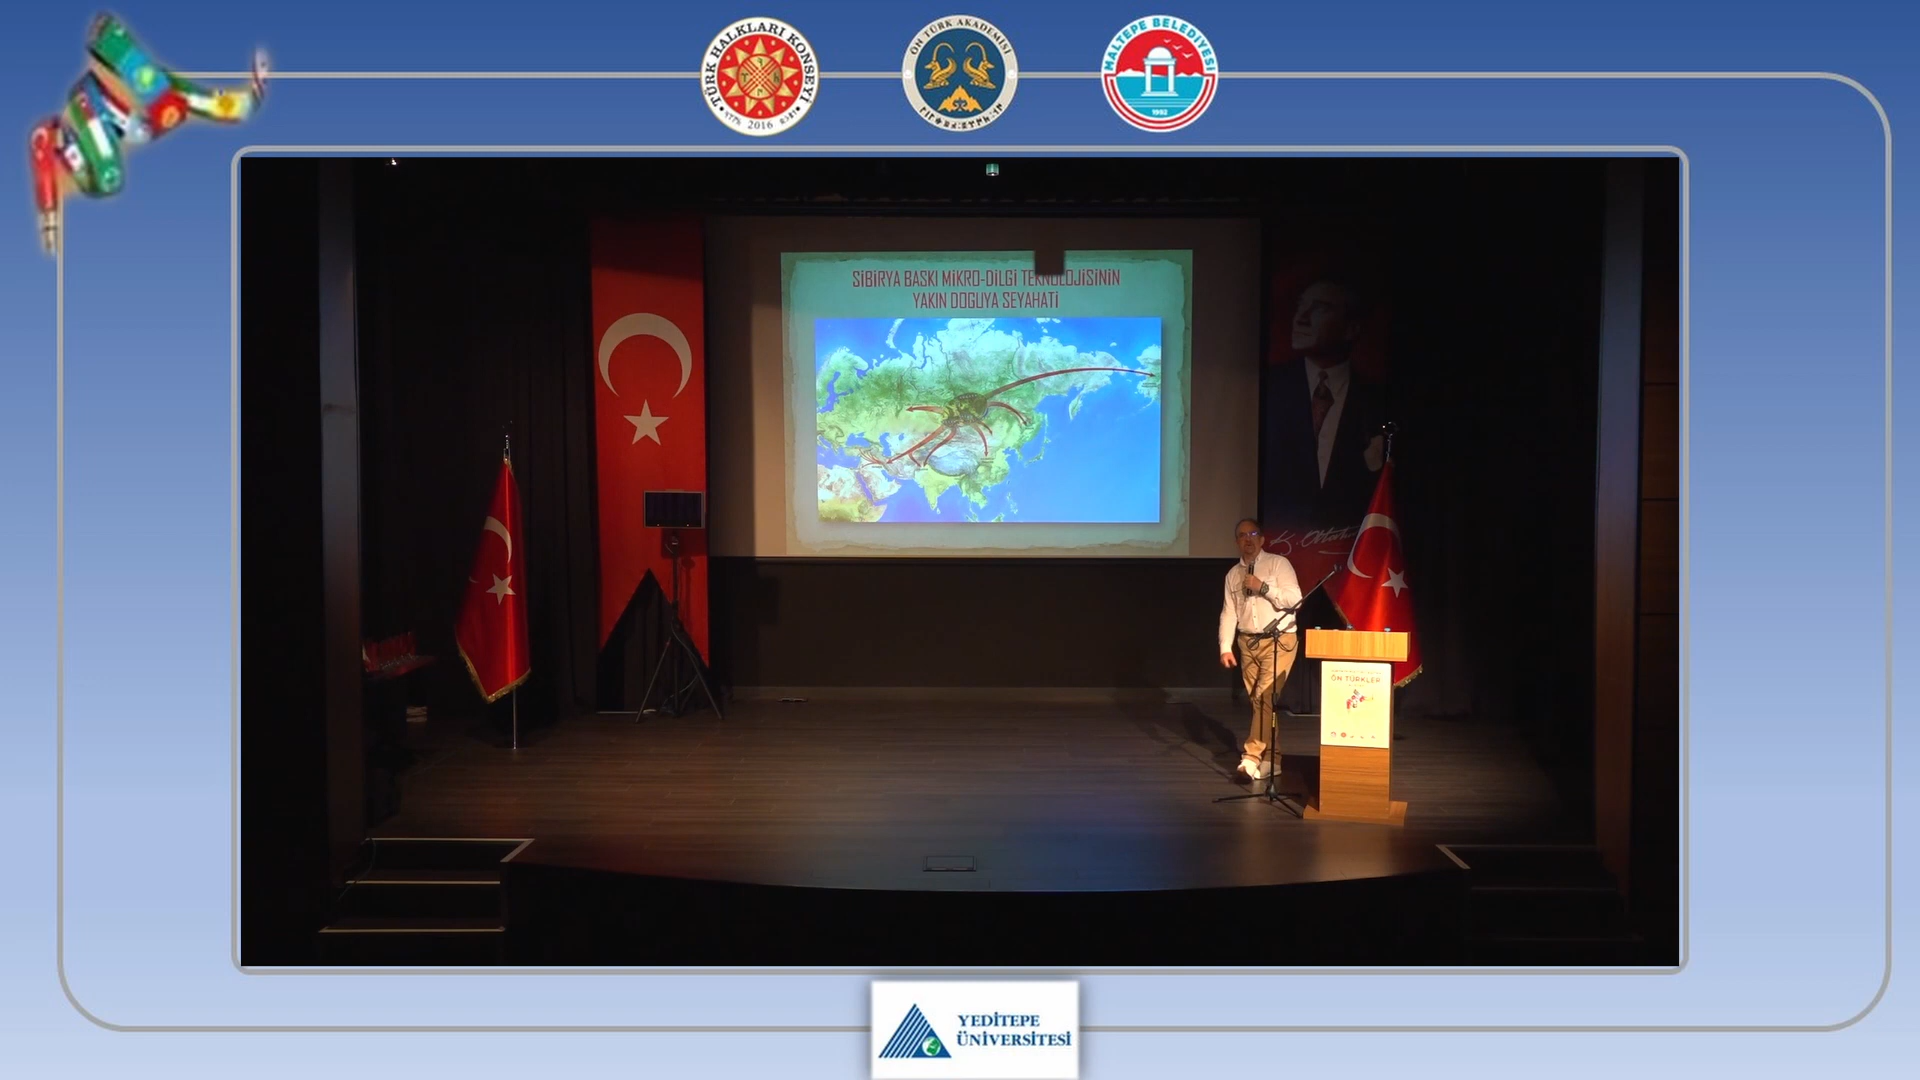 TÜRK HALKLARI KONSEYİ
2016
ÖN TÜRK AKADEMİSİ
MALTEPE BELEDİYESİ
1992
SİBİRYA BASKI MİKRO-DİLGİ TEKNOLOJİSİNİN
YAKIN DOĞUYA SEYAHATİ
K. Atatürk
ÖN TÜRKLER
YEDİTEPE
ÜNİVERSİTESİ